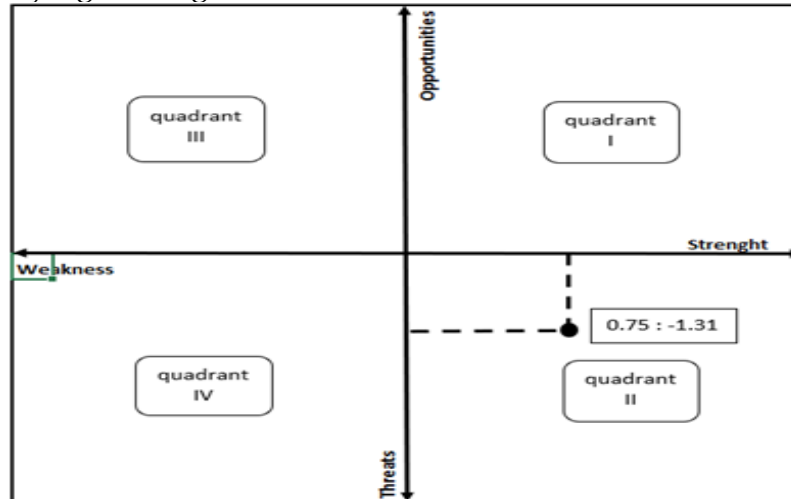 Opportunities
quadrant
III
quadrant
I
Strenght
Weakness
0.75 : -1.31
quadrant
IV
quadrant
II
Threats